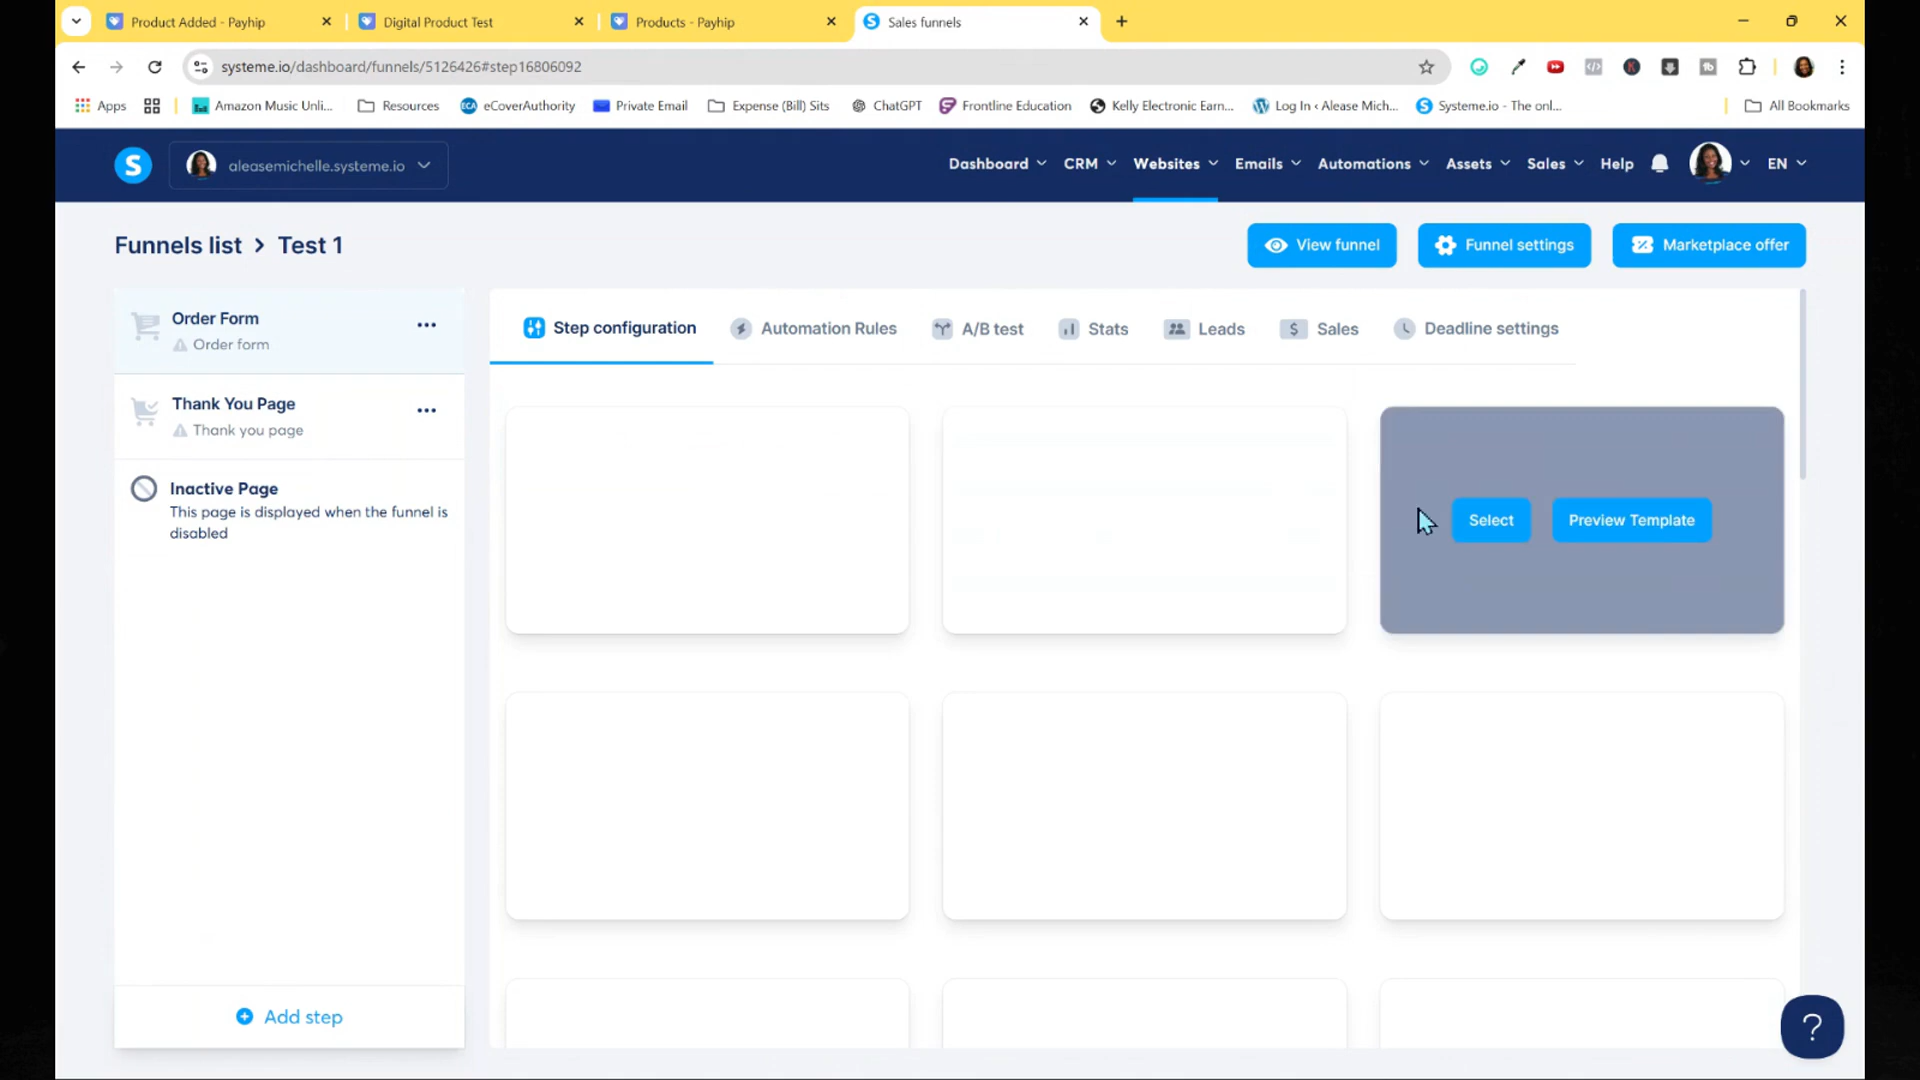 Product Added - Payhip
Digital Product Test
Products - Payhip
Sales funnels
systeme.io/dashboard/funnels/5126426#step16806092
Apps
Amazon Music Unli...
Resources
eCoverAuthority
Private Email
Expense (Bill) Sits
ChatGPT
Frontline Education
Kelly Electronic Earn...
Log In ‹ Alease Mich...
Systeme.io - The onl...
All Bookmarks
S
aleasemichelle.systeme.io
Dashboard
CRM
Websites
Emails
Automations
Assets
Sales
Help
EN
Funnels list > Test 1
View funnel
Funnel settings
Marketplace offer
Order Form
Order form
Thank You Page
Thank you page
Inactive Page
This page is displayed when the funnel is
disabled
Add step
Step configuration
Automation Rules
A/B test
Stats
Leads
Sales
Deadline settings
Select
Preview Template
?